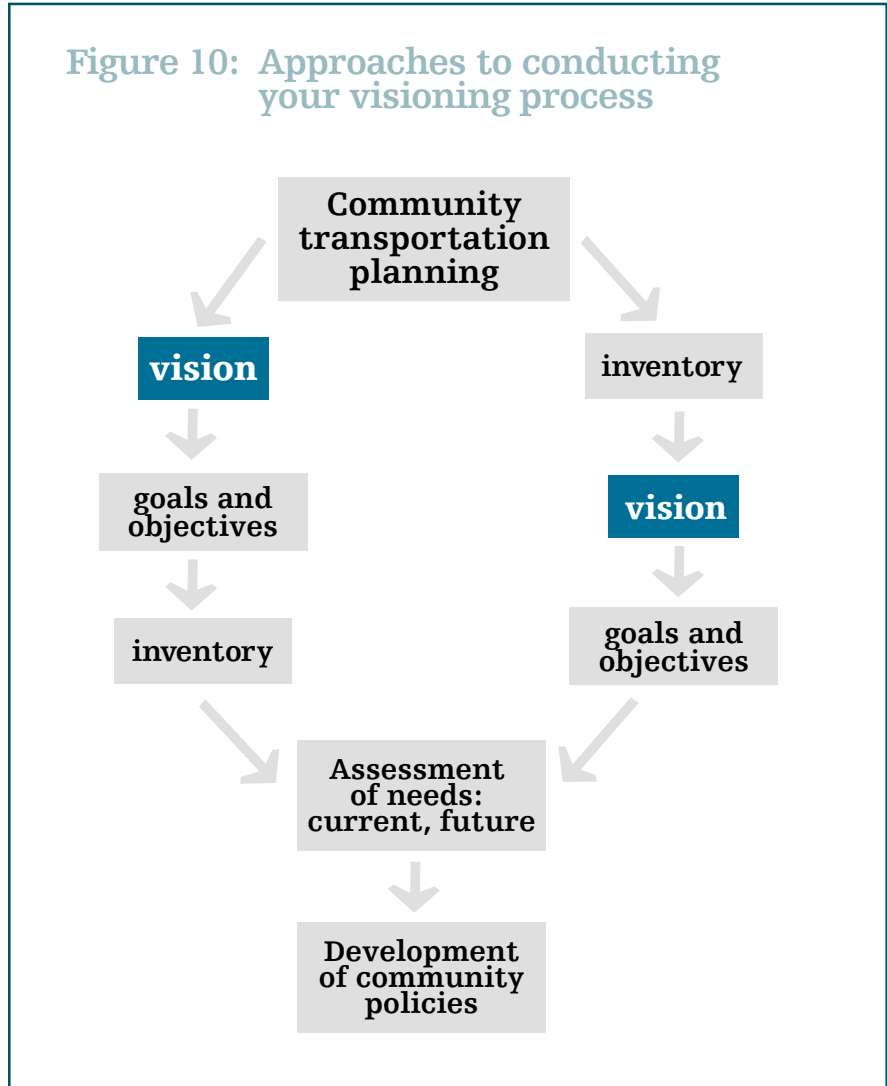 Figure 10: Approaches to conducting
your visioning process
Community
transportation
planning
vision
goals and
objectives
inventory
inventory
vision
goals and
objectives
Assessment
of needs:
current, future
Development
of community
policies